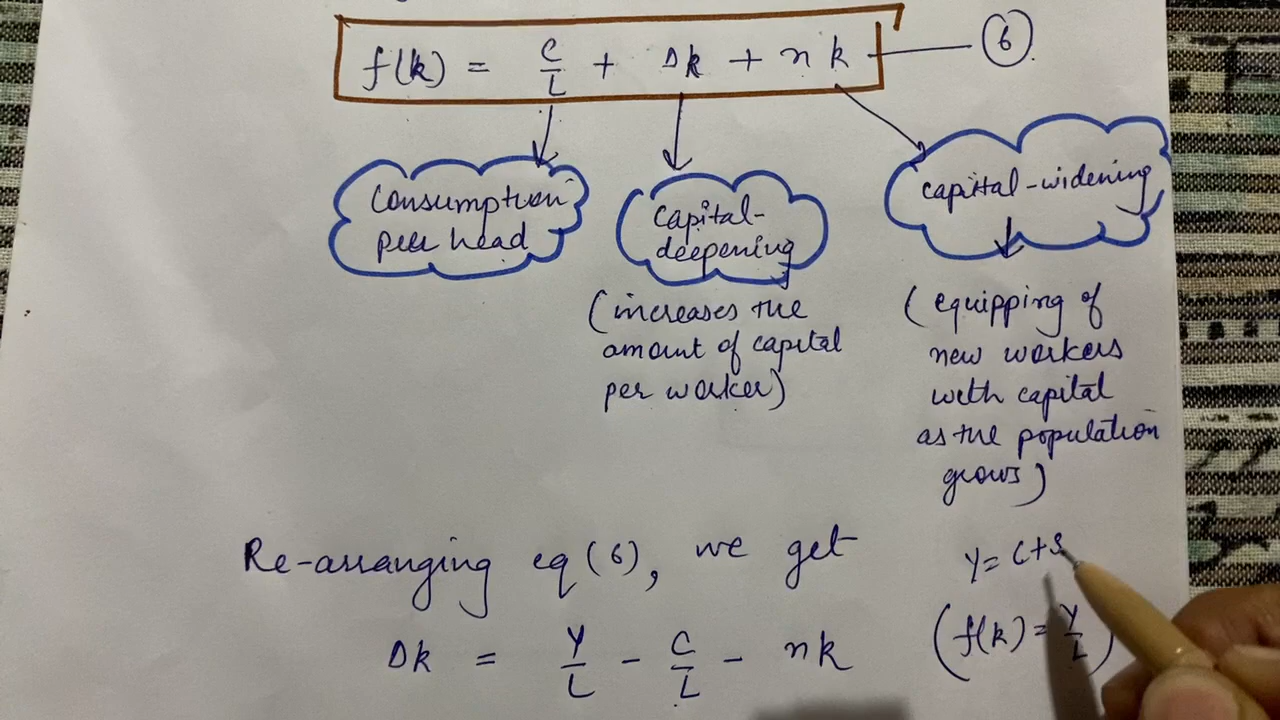 f(k) = C/L + Δk + nk — 6
Consumption
per head
Capital-
deepening
(increases the
amount of capital
per worker)
capital-widening
(equipping of
new workers
with capital
as the population
grows)
Re-arranging eq(6), we get
Δk = Y/L - C/L - nk
Y = C+S
(f(k) = Y/L)